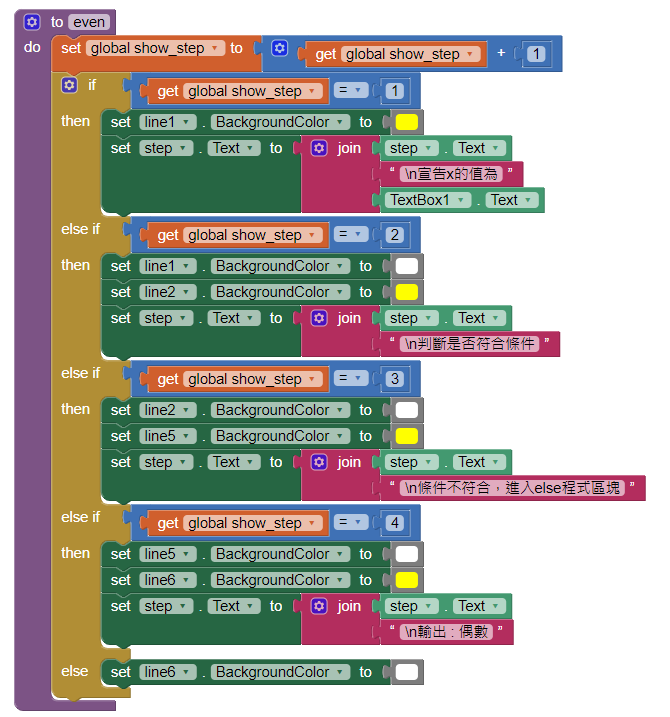 to even
do set global show_step to get global show_step + 1
if get global show_step = 1
then set line1 . BackgroundColor to
set step . Text to join step . Text
“ \n宣告x的值為 ”
TextBox1 . Text
else if get global show_step = 2
then set line1 . BackgroundColor to
set line2 . BackgroundColor to
set step . Text to join step . Text
“ \n判斷是否符合條件 ”
else if get global show_step = 3
then set line2 . BackgroundColor to
set line5 . BackgroundColor to
set step . Text to join step . Text
“ \n條件不符合，進入else程式區塊 ”
else if get global show_step = 4
then set line5 . BackgroundColor to
set line6 . BackgroundColor to
set step . Text to join step . Text
“ \n輸出 : 偶數 ”
else set line6 . BackgroundColor to